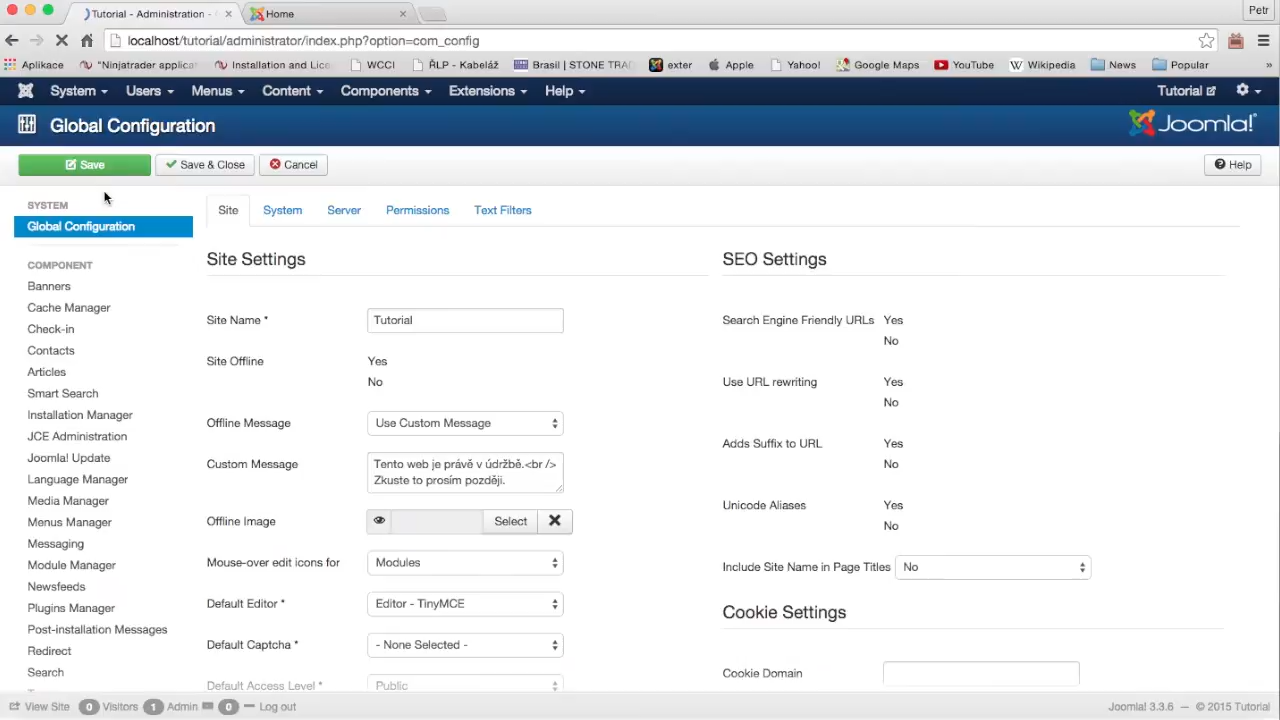 Tutorial - Administration -
Home
Petr
localhost/tutorial/administrator/index.php?option=com_config
Aplikace
"Ninjatrader applicat
Installation and Lice
WCCI
ŘLP - Kabeláž
Brasil | STONE TRAD
exter
Apple
Yahoo!
Google Maps
YouTube
Wikipedia
News
Popular
»
System
Users
Menus
Content
Components
Extensions
Help
Tutorial
Global Configuration
Joomla!
Save
Save & Close
Cancel
Help
SYSTEM
Global Configuration
COMPONENT
Banners
Cache Manager
Check-in
Contacts
Articles
Smart Search
Installation Manager
JCE Administration
Joomla! Update
Language Manager
Media Manager
Menus Manager
Messaging
Module Manager
Newsfeeds
Plugins Manager
Post-installation Messages
Redirect
Search
Site
System
Server
Permissions
Text Filters
Site Settings
Site Name *
Tutorial
Site Offline
Yes
No
Offline Message
Use Custom Message
Custom Message
Tento web je právě v údržbě.<br />
Zkuste to prosím později.
Offline Image
Select
Mouse-over edit icons for
Modules
Default Editor *
Editor - TinyMCE
Default Captcha *
- None Selected -
Default Access Level *
Public
SEO Settings
Search Engine Friendly URLs
Yes
No
Use URL rewriting
Yes
No
Adds Suffix to URL
Yes
No
Unicode Aliases
Yes
No
Include Site Name in Page Titles
No
Cookie Settings
Cookie Domain
View Site
0 Visitors
1 Admin
0
Log out
Joomla! 3.3.6 — © 2015 Tutorial